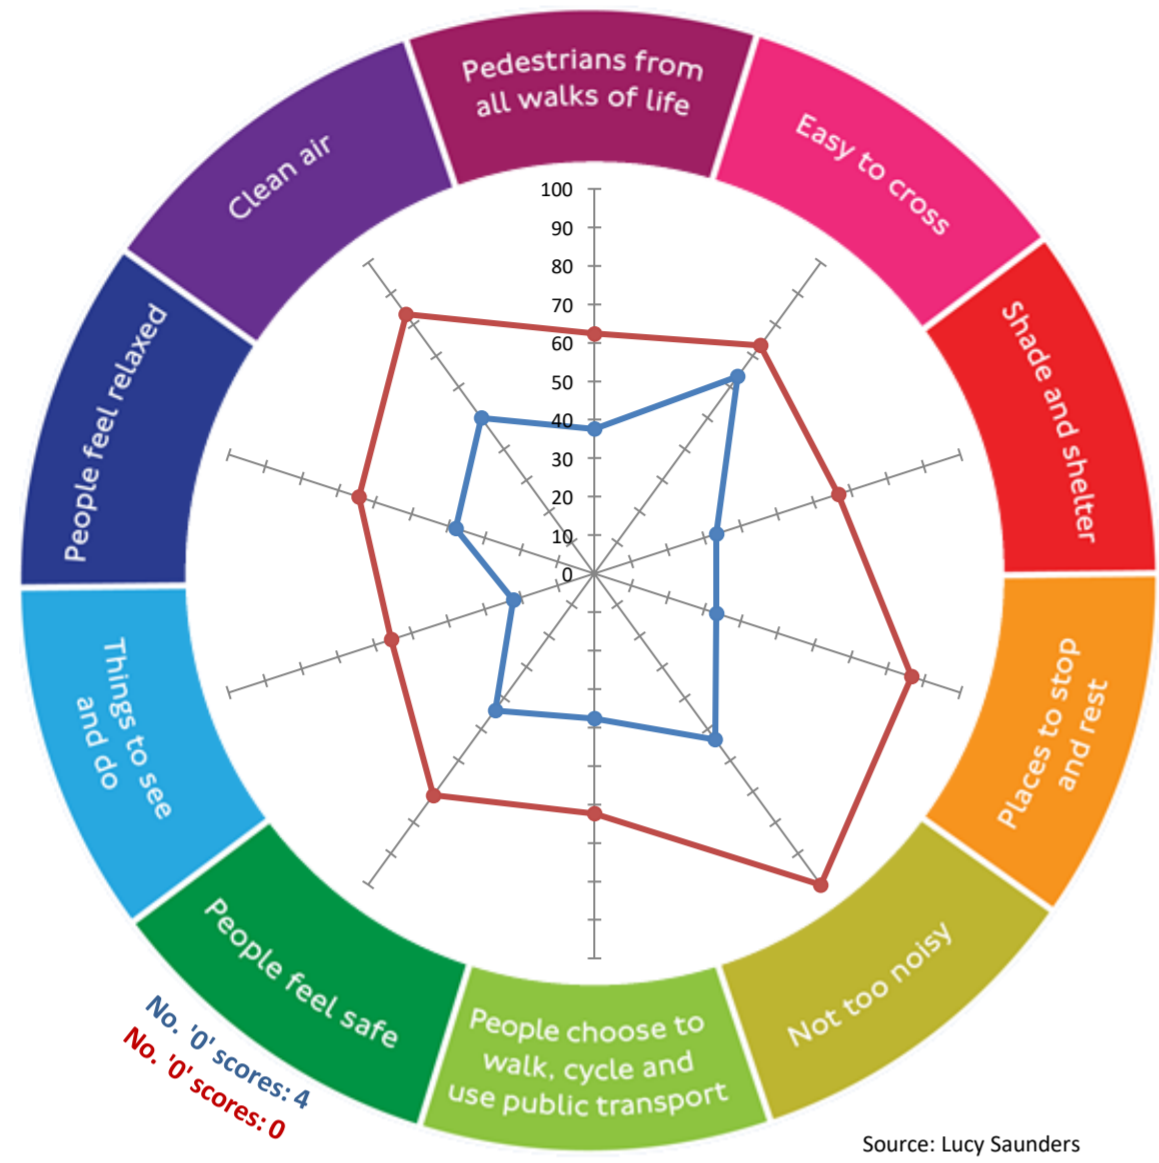 Pedestrians from
all walks of life
Easy to cross
Shade and shelter
Places to stop
and rest
Not too noisy
People choose to
walk, cycle and
use public transport
People feel safe
Things to see
and do
People feel relaxed
Clean air
100
90
80
70
60
50
40
30
20
10
0
No. '0' scores: 4
No. '0' scores: 0
Source: Lucy Saunders